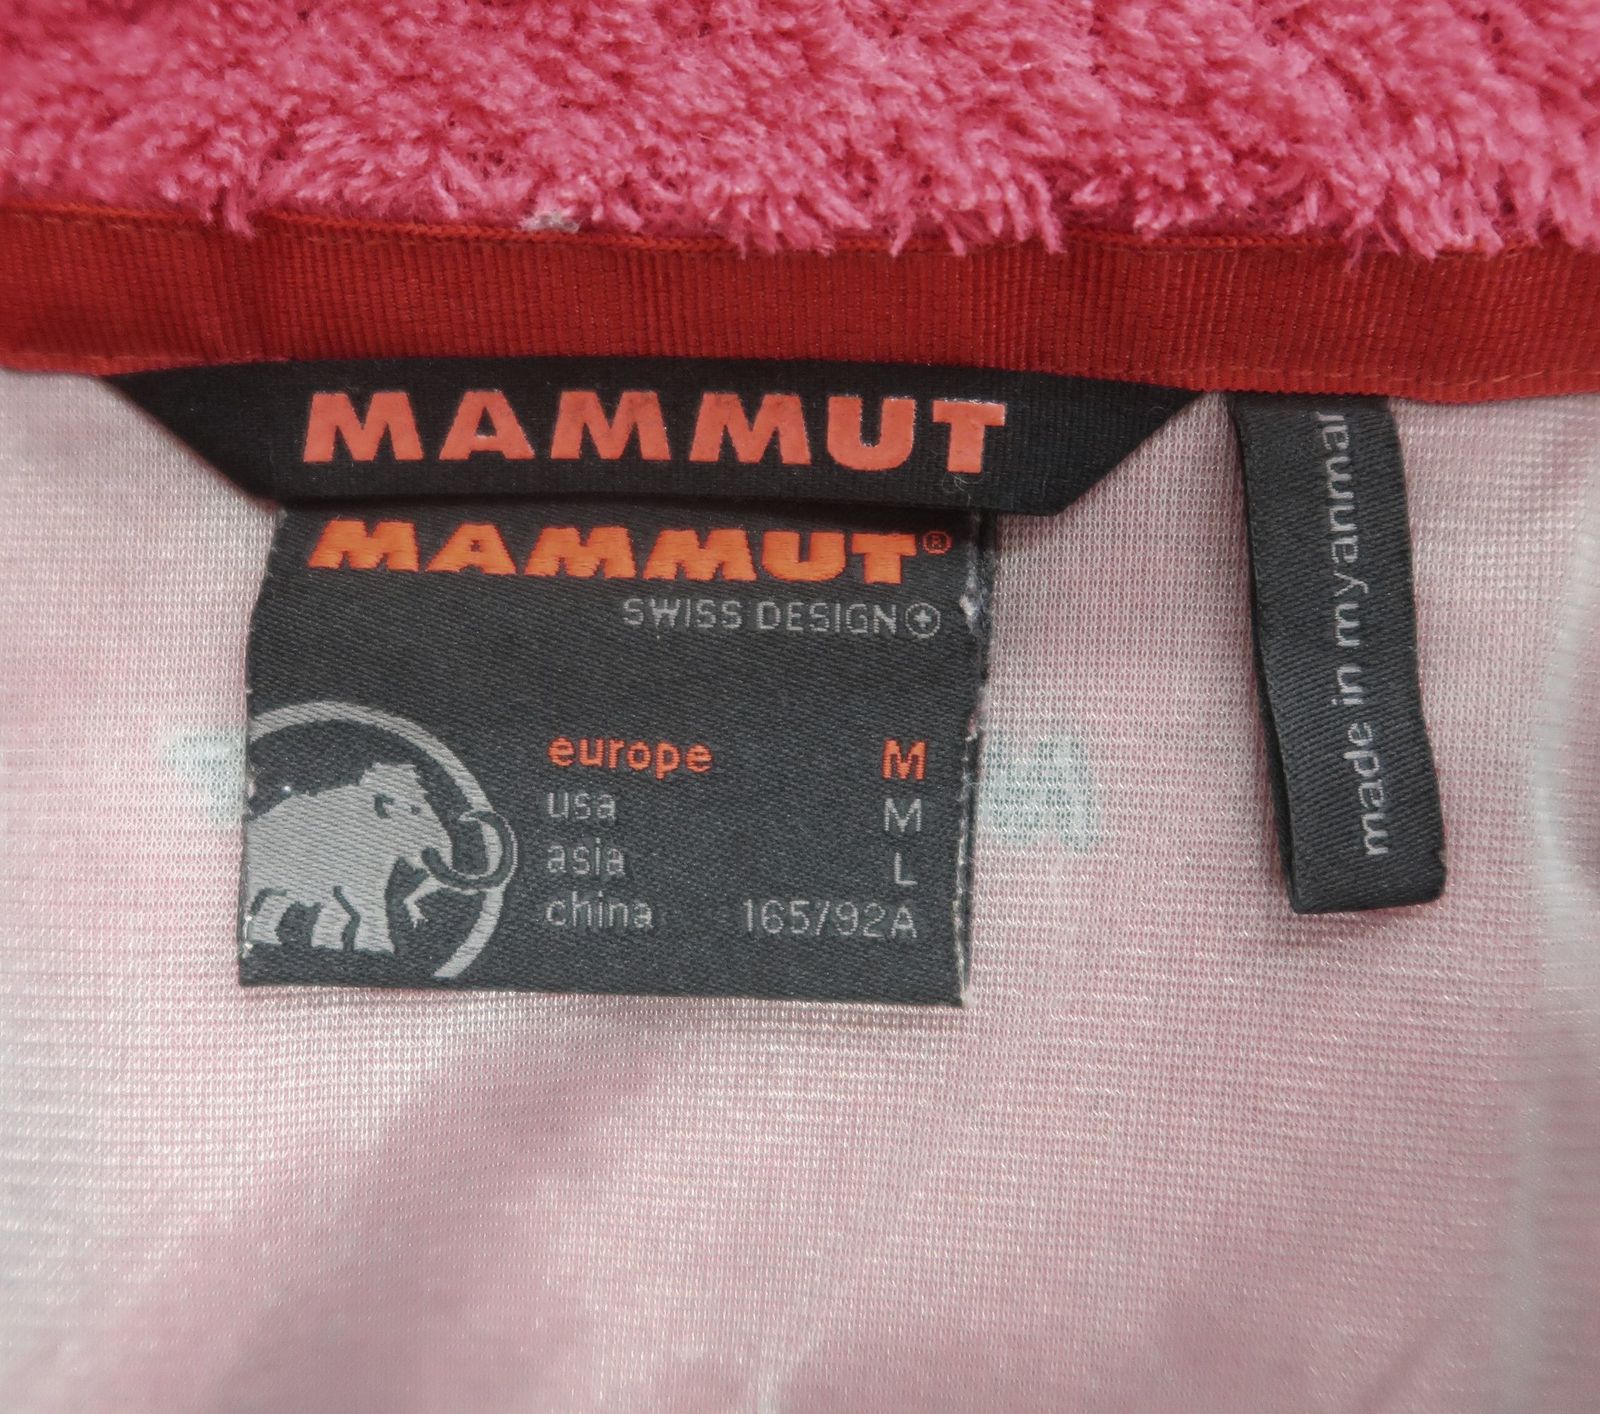 MAMMUT
MAMMUT®
SWISS DESIGN
europe M
usa M
asia L
china 165/92A
made in myanmar